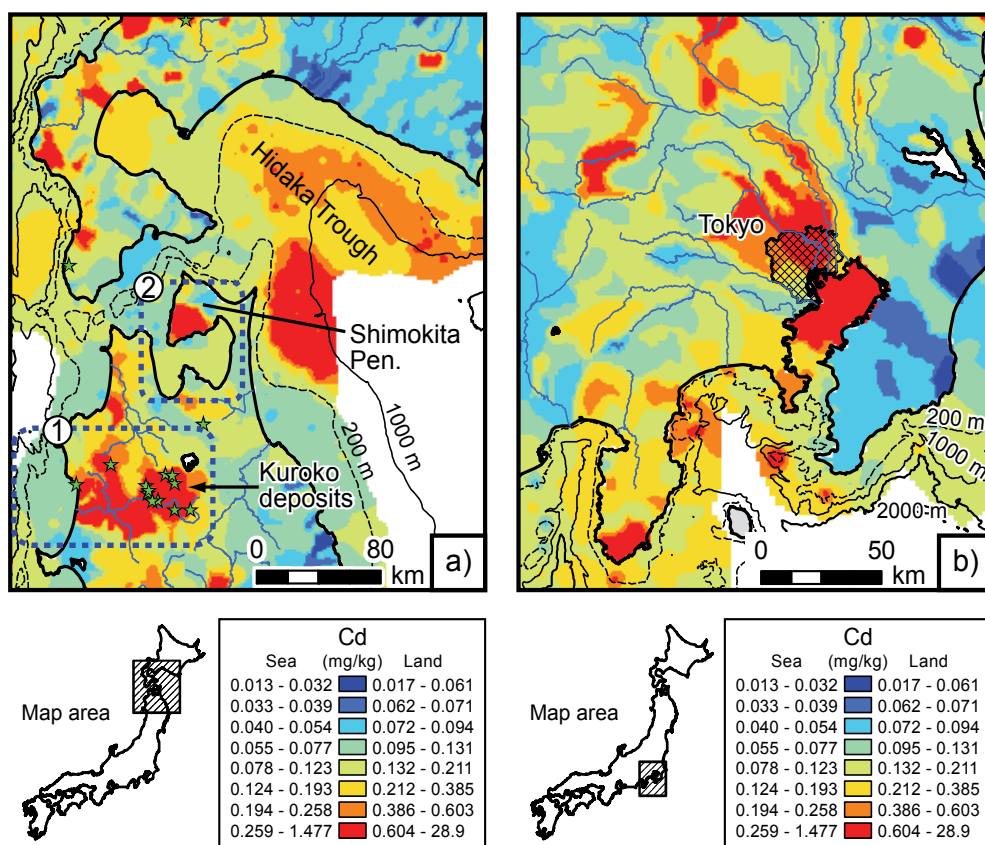 Hidaka Trough
2
Shimokita
Pen.
1000 m
200 m
1
Kuroko
deposits
0 80
km
a)
Tokyo
200 m
1000 m
2000 m
0 50
km
b)
Map area
Cd
Sea (mg/kg) Land
0.013 - 0.032 0.017 - 0.061
0.033 - 0.039 0.062 - 0.071
0.040 - 0.054 0.072 - 0.094
0.055 - 0.077 0.095 - 0.131
0.078 - 0.123 0.132 - 0.211
0.124 - 0.193 0.212 - 0.385
0.194 - 0.258 0.386 - 0.603
0.259 - 1.477 0.604 - 28.9
Map area
Cd
Sea (mg/kg) Land
0.013 - 0.032 0.017 - 0.061
0.033 - 0.039 0.062 - 0.071
0.040 - 0.054 0.072 - 0.094
0.055 - 0.077 0.095 - 0.131
0.078 - 0.123 0.132 - 0.211
0.124 - 0.193 0.212 - 0.385
0.194 - 0.258 0.386 - 0.603
0.259 - 1.477 0.604 - 28.9